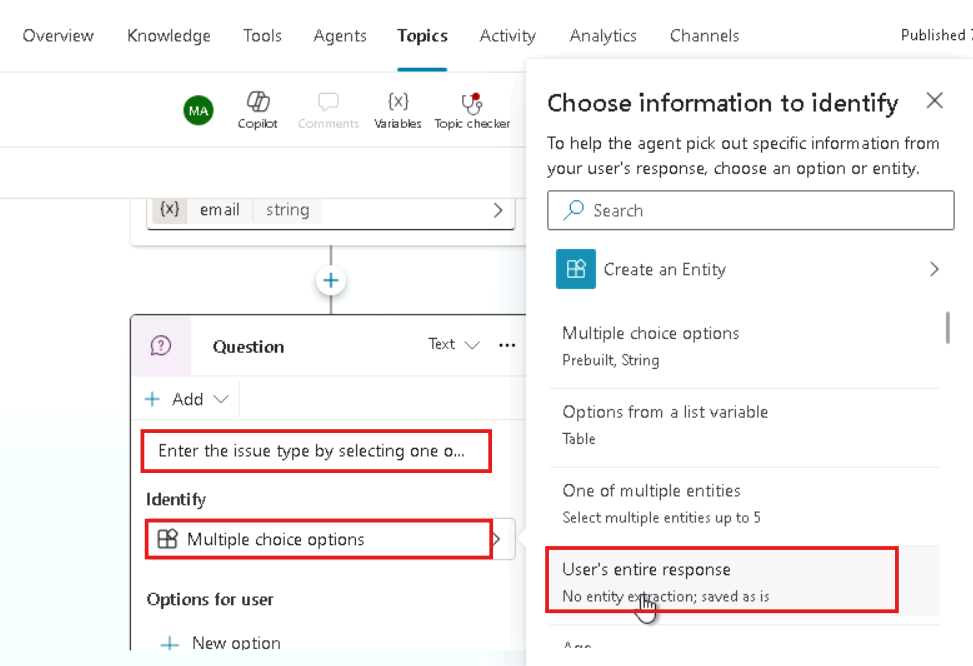 Overview Knowledge Tools Agents Topics Activity Analytics Channels Published
MA Copilot Comments {x} Variables Topic checker
{x} email string
Question Text ...
+ Add
Enter the issue type by selecting one o...
Identify
Multiple choice options
Options for user
+ New option
Choose information to identify
To help the agent pick out specific information from
your user's response, choose an option or entity.
Search
Create an Entity
Multiple choice options
Prebuilt, String
Options from a list variable
Table
One of multiple entities
Select multiple entities up to 5
User's entire response
No entity extraction; saved as is